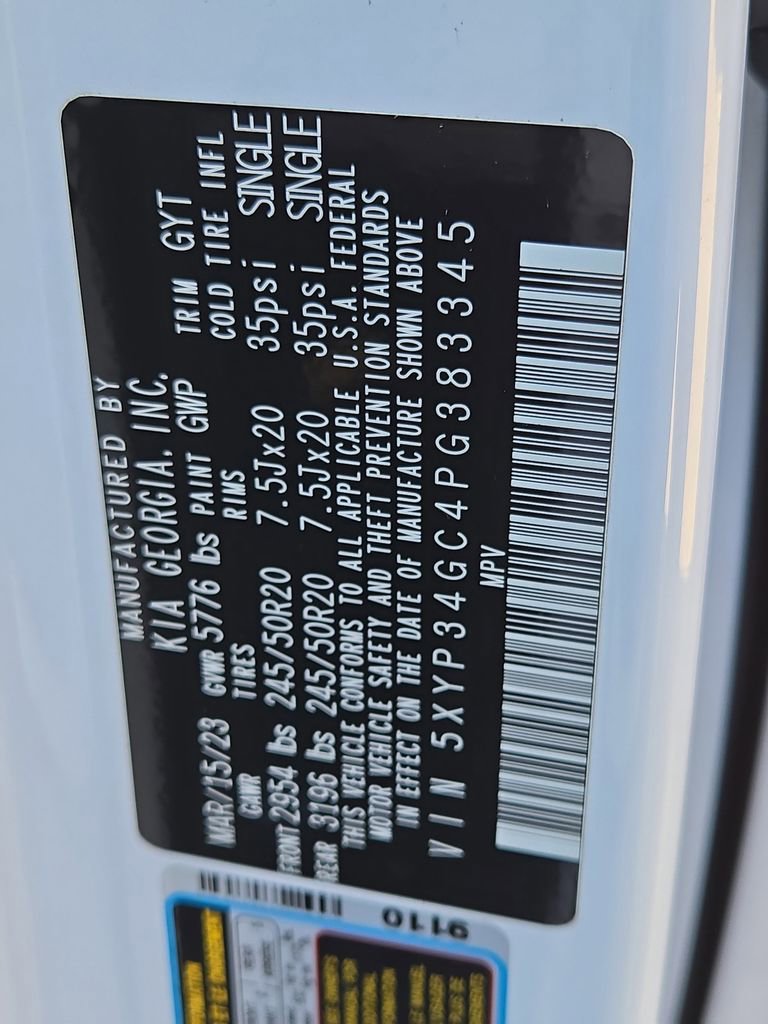 MANUFACTURED BY
KIA GEORGIA, INC.
MAR/15/23 GVWR 5776 lbs PAINT GWP TRIM GYT
GAWR TIRES RIMS COLD TIRE INFL
FRONT 2954 lbs 245/50R20 7.5Jx20 35psi SINGLE
REAR 3196 lbs 245/50R20 7.5Jx20 35psi SINGLE
THIS VEHICLE CONFORMS TO ALL APPLICABLE U.S.A. FEDERAL
MOTOR VEHICLE SAFETY AND THEFT PREVENTION STANDARDS
IN EFFECT ON THE DATE OF MANUFACTURE SHOWN ABOVE
VIN 5XYP34GC4PG383345
MPV
9110